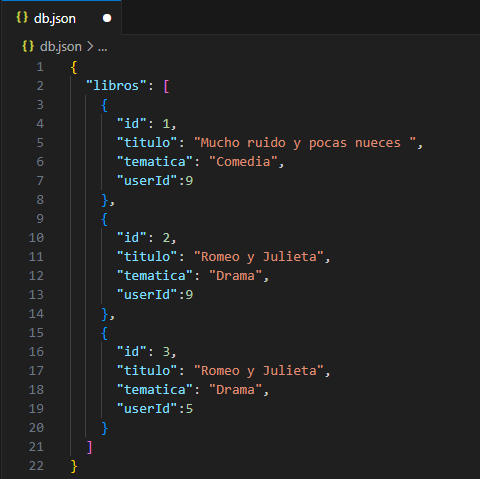 {} db.json ●
{} db.json > ...
1 {
2   "libros": [
3     {
4       "id": 1,
5       "titulo": "Mucho ruido y pocas nueces ",
6       "tematica": "Comedia",
7       "userId":9
8     },
9     {
10       "id": 2,
11       "titulo": "Romeo y Julieta",
12       "tematica": "Drama",
13       "userId":9
14     },
15     {
16       "id": 3,
17       "titulo": "Romeo y Julieta",
18       "tematica": "Drama",
19       "userId":5
20     }
21   ]
22 }